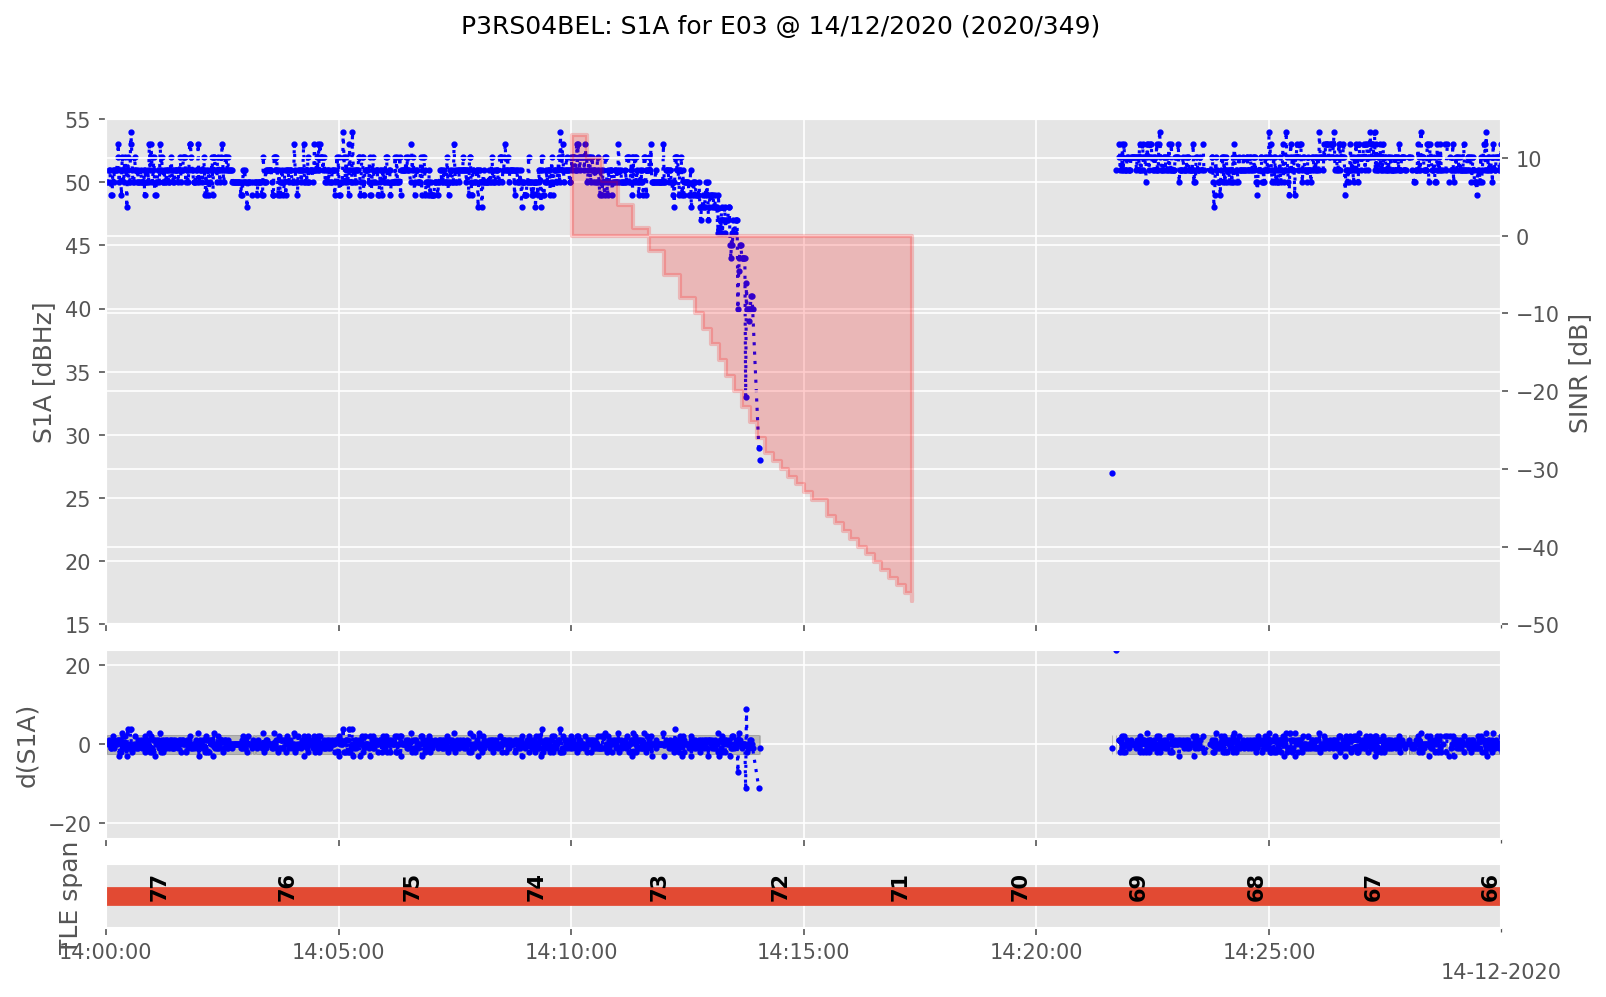 P3RS04BEL: S1A for E03 @ 14/12/2020 (2020/349)
55
50
45
40
35
30
25
20
15
S1A [dBHz]
10
0
−10
−20
−30
−40
−50
SINR [dB]
20
0
−20
d(S1A)
TLE span
77 76 75 74 73 72 71 70 69 68 67 66
14:00:00 14:05:00 14:10:00 14:15:00 14:20:00 14:25:00
14-12-2020